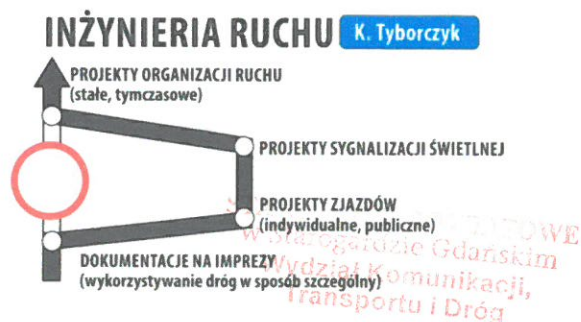 INŻYNIERIA RUCHU K. Tyborczyk
PROJEKTY ORGANIZACJI RUCHU
(stałe, tymczasowe)
PROJEKTY SYGNALIZACJI ŚWIETLNEJ
PROJEKTY ZJAZDÓW
(indywidualne, publiczne)
w Starogardzie Gdańskim
DOKUMENTACJE NA IMPREZY
Wydział Komunikacji,
(wykorzystywanie dróg w sposób szczególny)
Transportu i Dróg